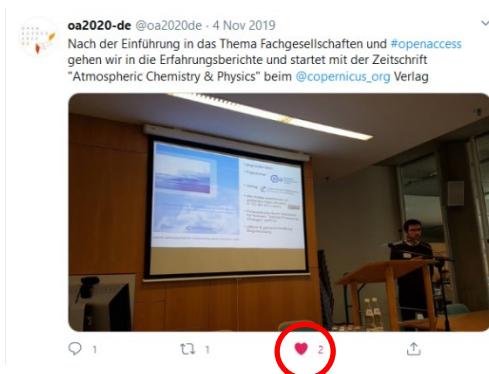 oa2020-de @oa2020de · 4 Nov 2019
Nach der Einführung in das Thema Fachgesellschaften und #openaccess
gehen wir in die Erfahrungsberichte und startet mit der Zeitschrift
"Atmospheric Chemistry & Physics" beim @copernicus_org Verlag
1 1 2